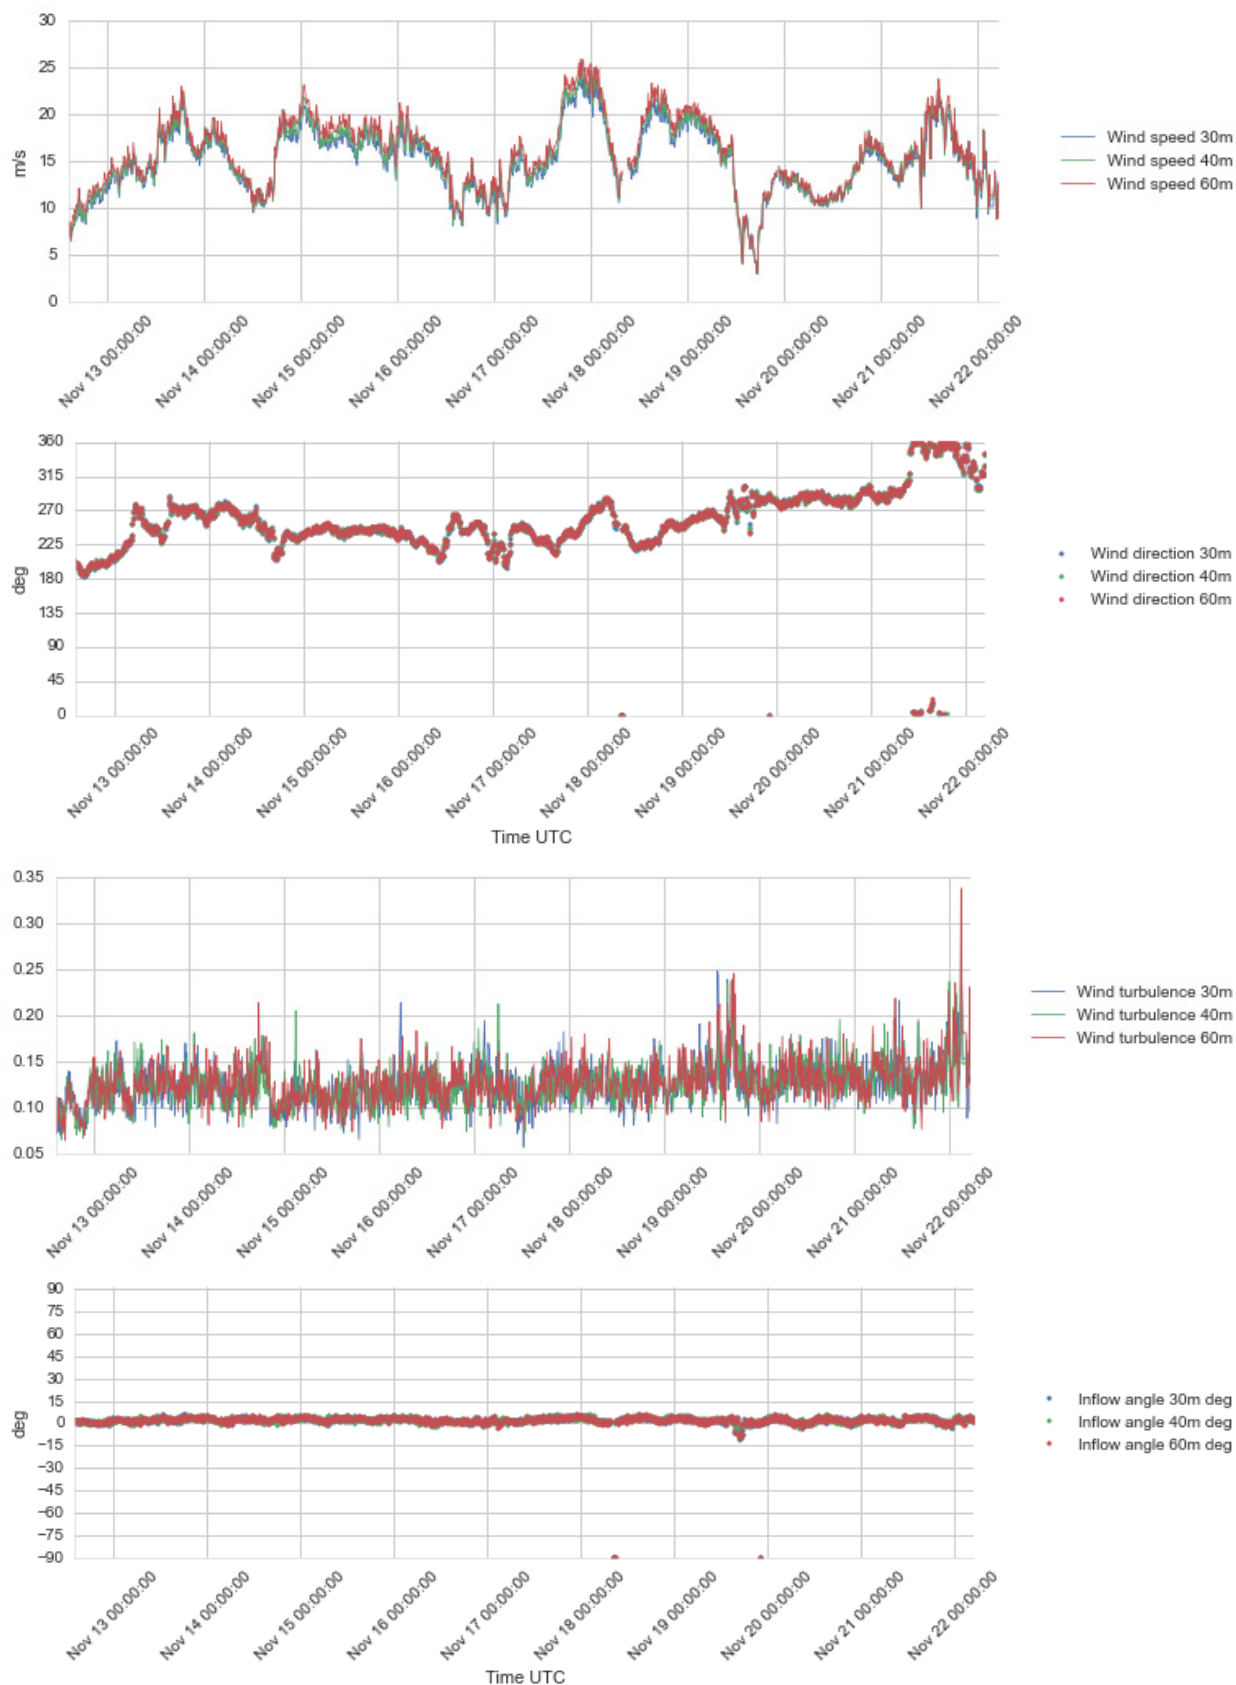 30
25
20
15
10
5
0
m/s
Wind speed 30m
Wind speed 40m
Wind speed 60m
Nov 13 00:00:00
Nov 14 00:00:00
Nov 15 00:00:00
Nov 16 00:00:00
Nov 17 00:00:00
Nov 18 00:00:00
Nov 19 00:00:00
Nov 20 00:00:00
Nov 21 00:00:00
Nov 22 00:00:00
360
315
270
225
180
135
90
45
0
deg
Wind direction 30m
Wind direction 40m
Wind direction 60m
Nov 13 00:00:00
Nov 14 00:00:00
Nov 15 00:00:00
Nov 16 00:00:00
Nov 17 00:00:00
Nov 18 00:00:00
Nov 19 00:00:00
Nov 20 00:00:00
Nov 21 00:00:00
Nov 22 00:00:00
Time UTC
0.35
0.30
0.25
0.20
0.15
0.10
0.05
Wind turbulence 30m
Wind turbulence 40m
Wind turbulence 60m
Nov 13 00:00:00
Nov 14 00:00:00
Nov 15 00:00:00
Nov 16 00:00:00
Nov 17 00:00:00
Nov 18 00:00:00
Nov 19 00:00:00
Nov 20 00:00:00
Nov 21 00:00:00
Nov 22 00:00:00
90
75
60
45
30
15
0
−15
−30
−45
−60
−75
−90
deg
Inflow angle 30m deg
Inflow angle 40m deg
Inflow angle 60m deg
Nov 13 00:00:00
Nov 14 00:00:00
Nov 15 00:00:00
Nov 16 00:00:00
Nov 17 00:00:00
Nov 18 00:00:00
Nov 19 00:00:00
Nov 20 00:00:00
Nov 21 00:00:00
Nov 22 00:00:00
Time UTC